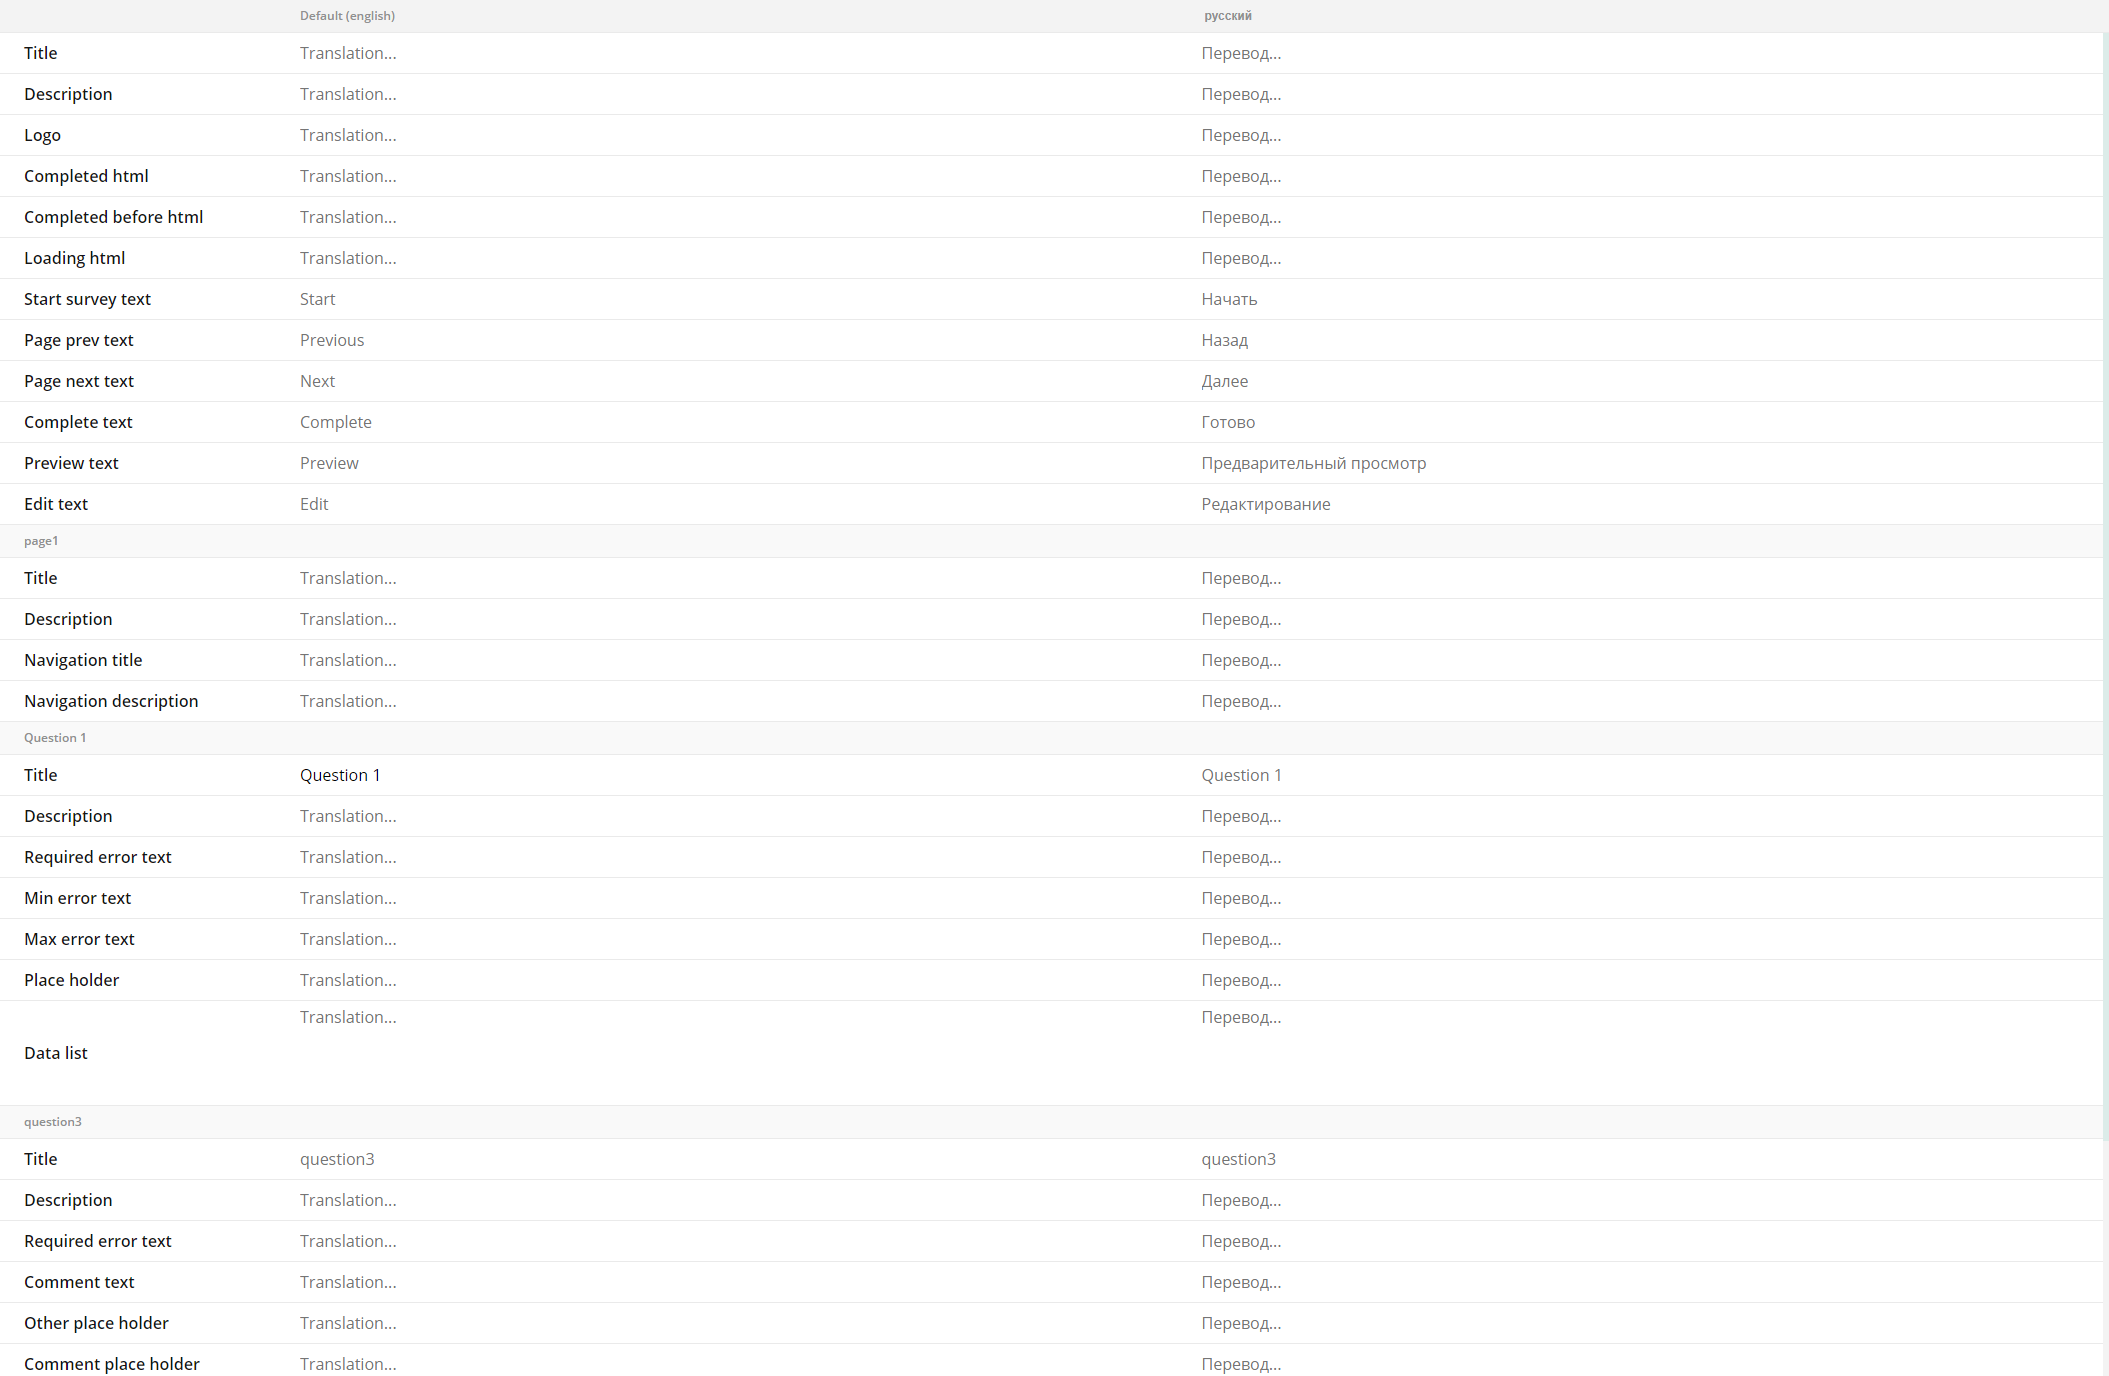 Default (english) русский
Title Translation... Перевод...
Description Translation... Перевод...
Logo Translation... Перевод...
Completed html Translation... Перевод...
Completed before html Translation... Перевод...
Loading html Translation... Перевод...
Start survey text Start Начать
Page prev text Previous Назад
Page next text Next Далее
Complete text Complete Готово
Preview text Preview Предварительный просмотр
Edit text Edit Редактирование
page1
Title Translation... Перевод...
Description Translation... Перевод...
Navigation title Translation... Перевод...
Navigation description Translation... Перевод...
Question 1
Title Question 1 Question 1
Description Translation... Перевод...
Required error text Translation... Перевод...
Min error text Translation... Перевод...
Max error text Translation... Перевод...
Place holder Translation... Перевод...
Translation... Перевод...
Data list
question3
Title question3 question3
Description Translation... Перевод...
Required error text Translation... Перевод...
Comment text Translation... Перевод...
Other place holder Translation... Перевод...
Comment place holder Translation... Перевод...